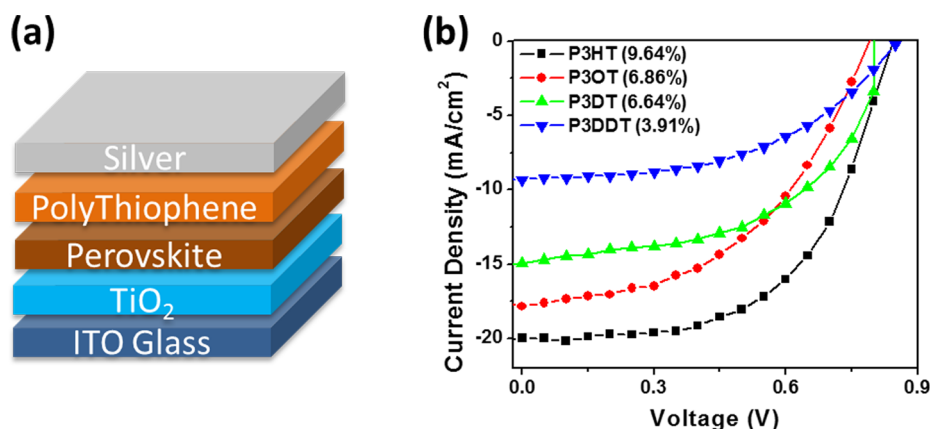 (a)
Silver
PolyThiophene
Perovskite
TiO₂
ITO Glass
(b)
P3HT (9.64%)
P3OT (6.86%)
P3DT (6.64%)
P3DDT (3.91%)
Current Density (mA/cm²)
0
-5
-10
-15
-20
0.0 0.3 0.6 0.9
Voltage (V)